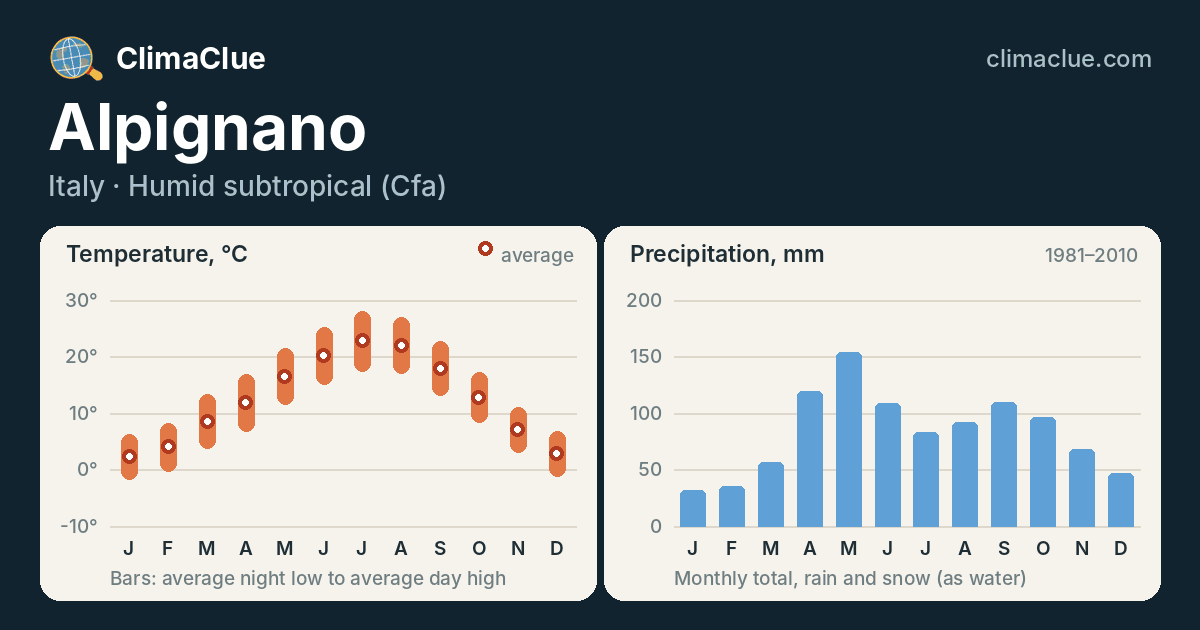 ClimaClue
climaclue.com
Alpignano
Italy · Humid subtropical (Cfa)
Temperature, °C
average
30°
20°
10°
0°
-10°
J F M A M J J A S O N D
Bars: average night low to average day high
Precipitation, mm
1981–2010
200
150
100
50
0
J F M A M J J A S O N D
Monthly total, rain and snow (as water)